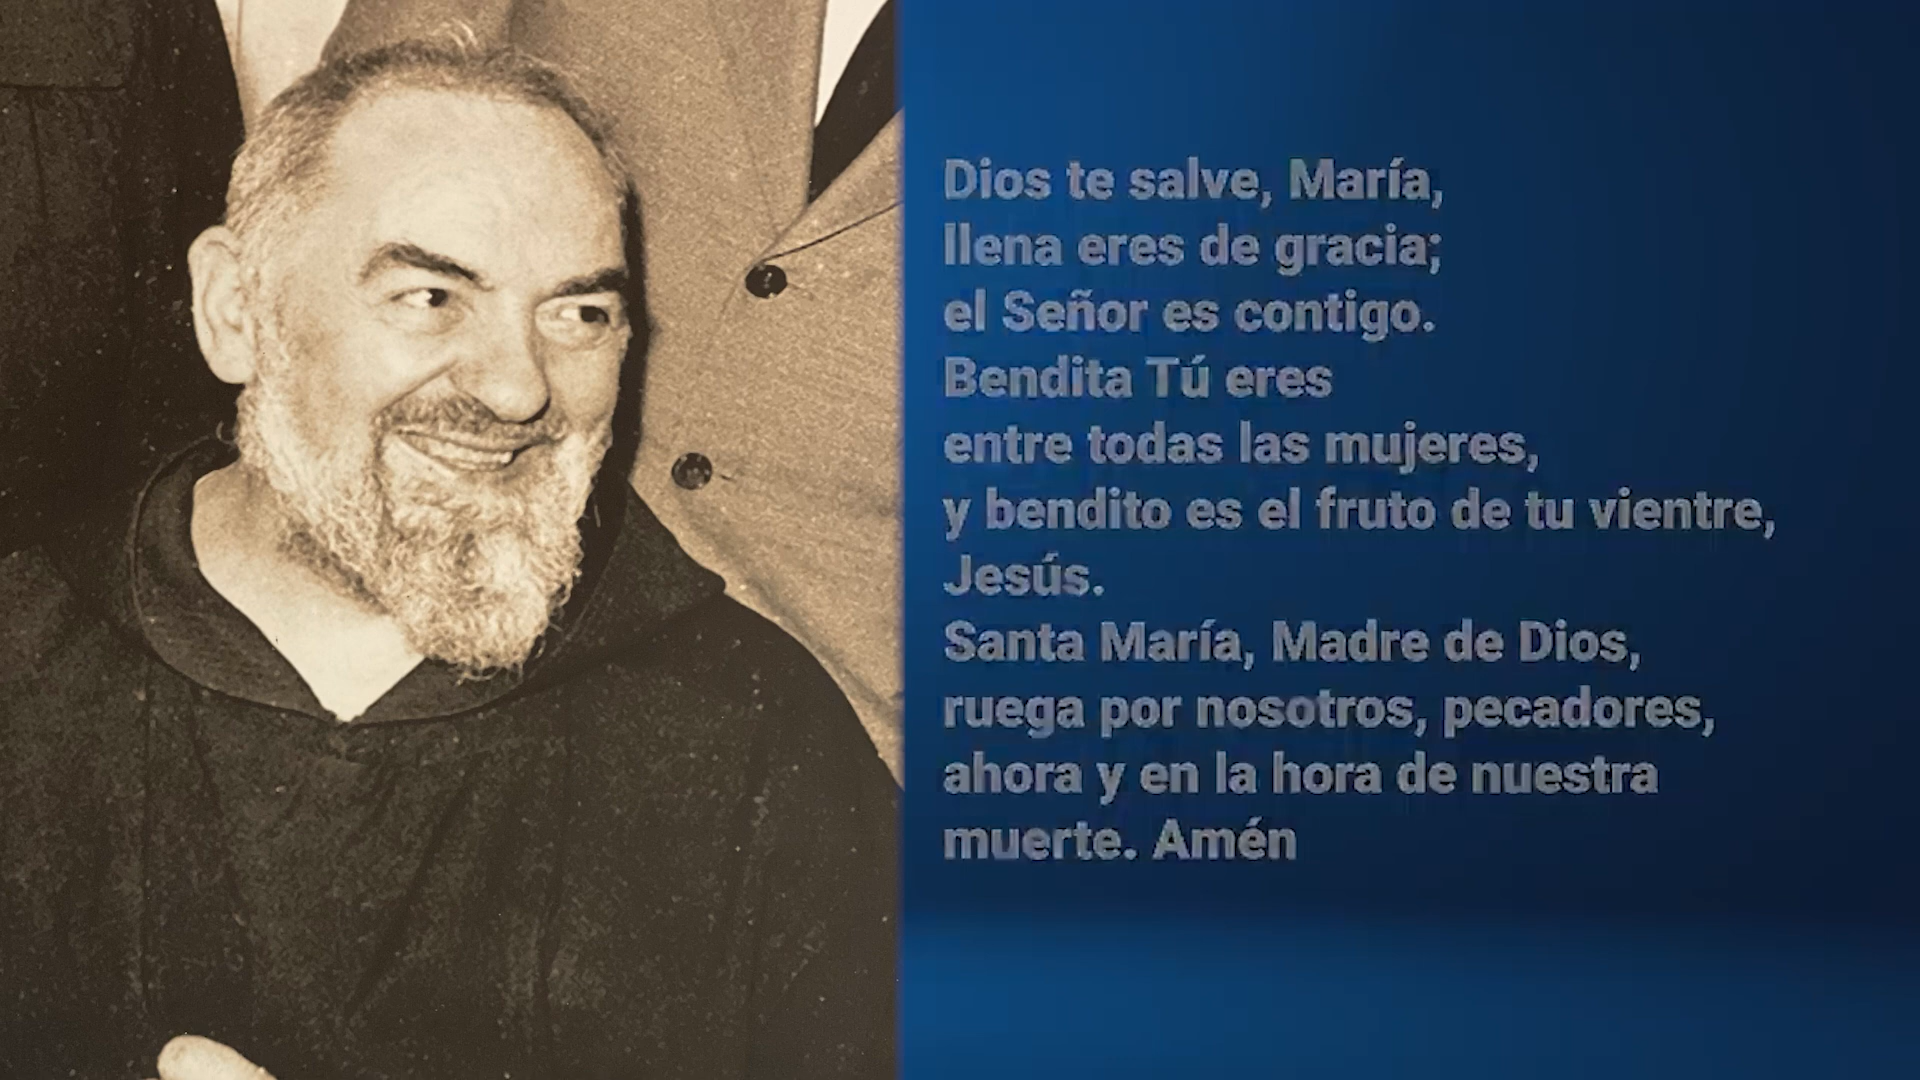 Dios te salve, María,
llena eres de gracia;
el Señor es contigo.
Bendita Tú eres
entre todas las mujeres,
y bendito es el fruto de tu vientre,
Jesús.
Santa María, Madre de Dios,
ruega por nosotros, pecadores,
ahora y en la hora de nuestra
muerte. Amén